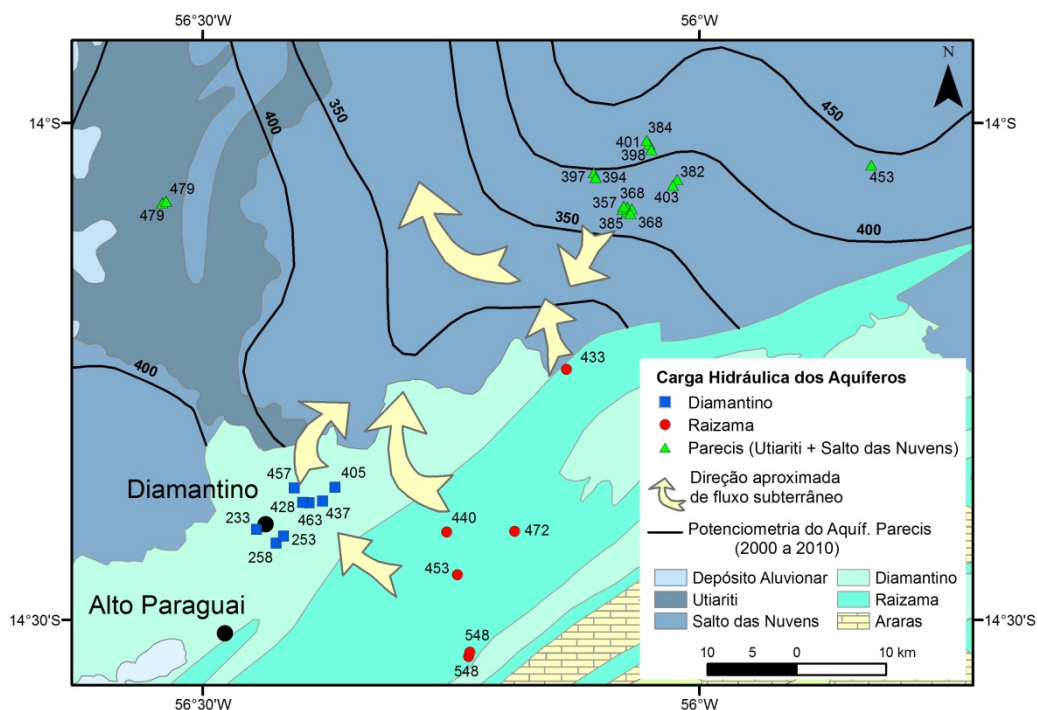 56°30'W
56°W
N
14°S
14°S
400
350
450
384
401
398
397
394
382
403
453
368
357
385
368
350
400
479
479
400
433
457
405
Diamantino
428
463
437
233
253
258
440
472
453
548
548
Alto Paraguai
14°30'S
14°30'S
Carga Hidráulica dos Aquíferos
Diamantino
Raizama
Parecis (Utiariti + Salto das Nuvens)
Direção aproximada
de fluxo subterrâneo
Potenciometria do Aquíf. Parecis
(2000 a 2010)
Depósito Aluvionar
Utiariti
Salto das Nuvens
Diamantino
Raizama
Araras
10 5 0 10 km
56°30'W
56°W